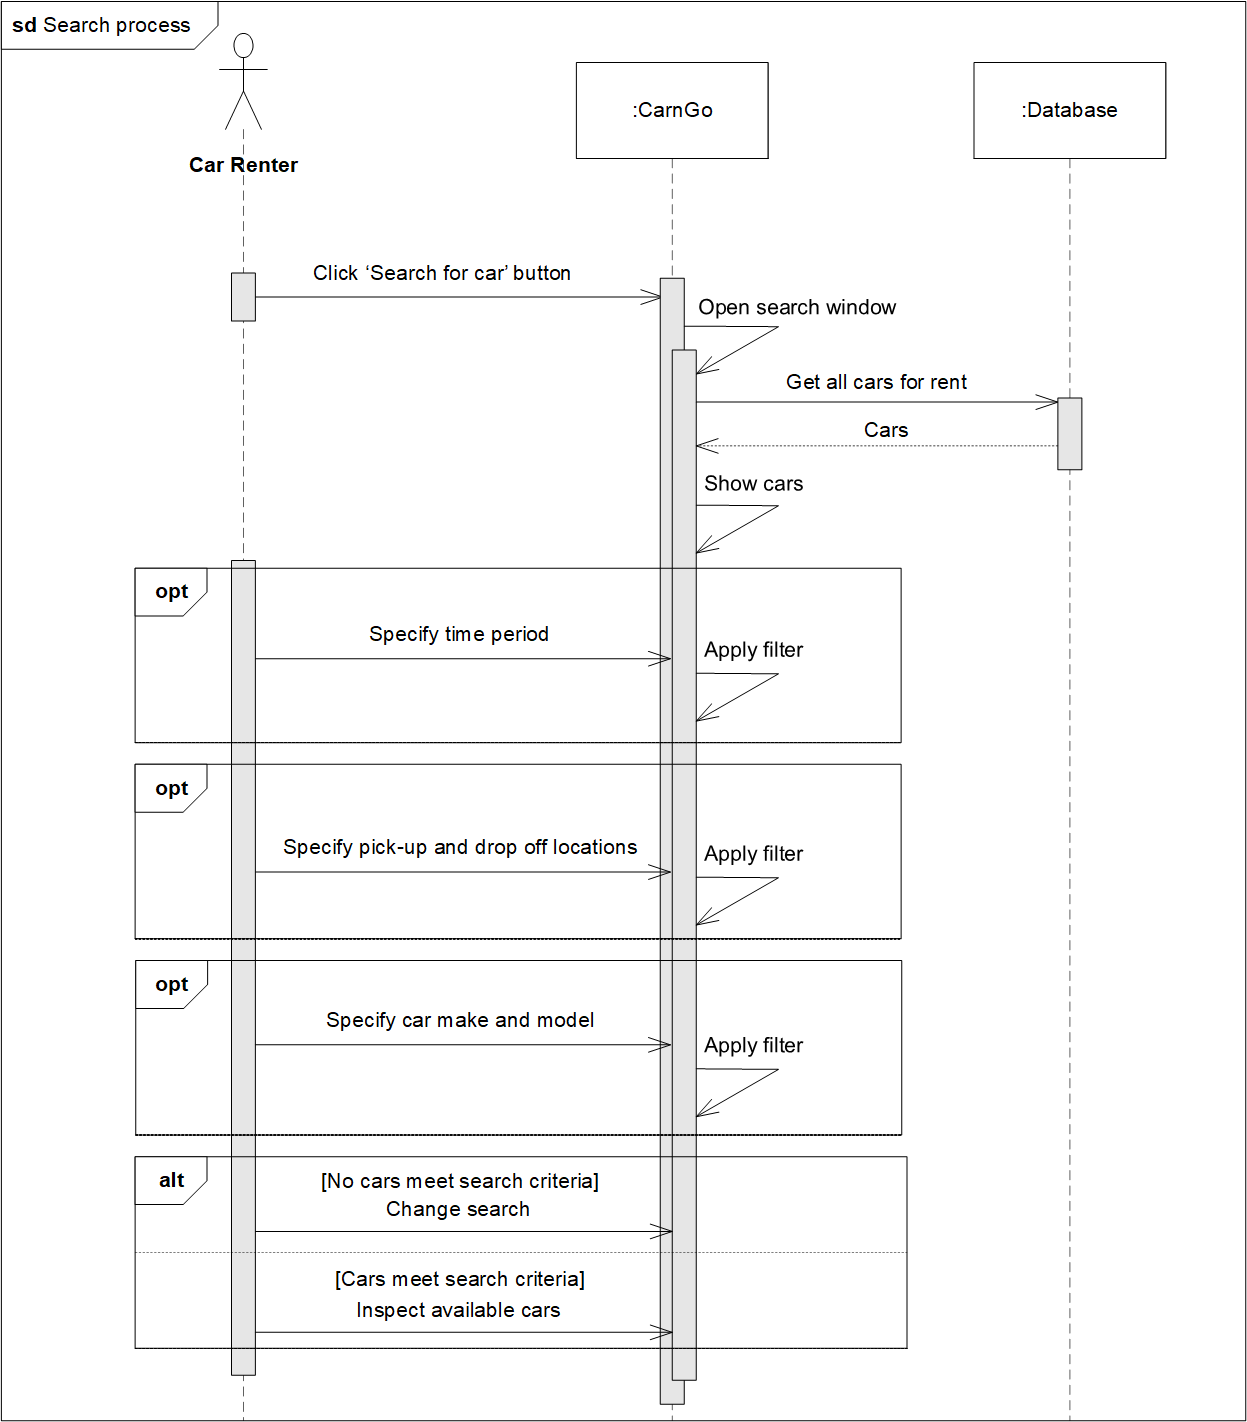 sd Search process
Car Renter
:CarnGo
:Database
Click ‘Search for car’ button
Open search window
Get all cars for rent
Cars
Show cars
opt
Specify time period
Apply filter
opt
Specify pick-up and drop off locations
Apply filter
opt
Specify car make and model
Apply filter
alt
[No cars meet search criteria]
Change search
[Cars meet search criteria]
Inspect available cars